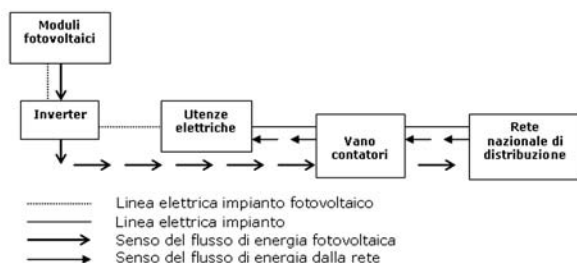 Moduli
fotovoltaici
Inverter
Utenze
elettriche
Vano
contatori
Rete
nazionale di
distribuzione
Linea elettrica impianto fotovoltaico
Linea elettrica impianto
Senso del flusso di energia fotovoltaica
Senso del flusso di energia dalla rete